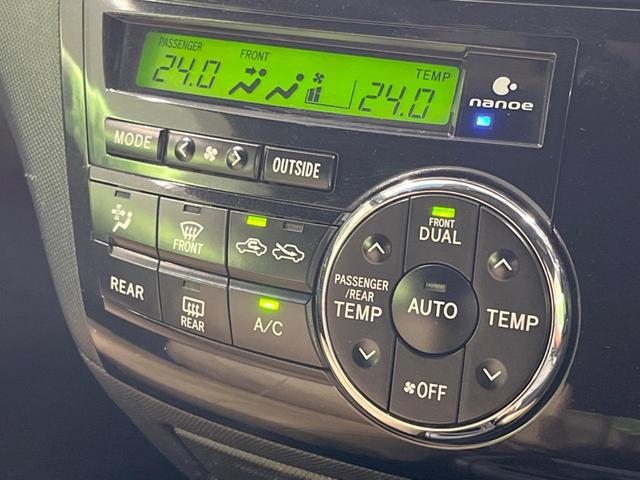 PASSENGER FRONT TEMP
24.0 24.0
nanoe
MODE OUTSIDE
FRONT
REAR
REAR
A/C
FRONT
DUAL
PASSENGER
/REAR
TEMP
AUTO
TEMP
OFF